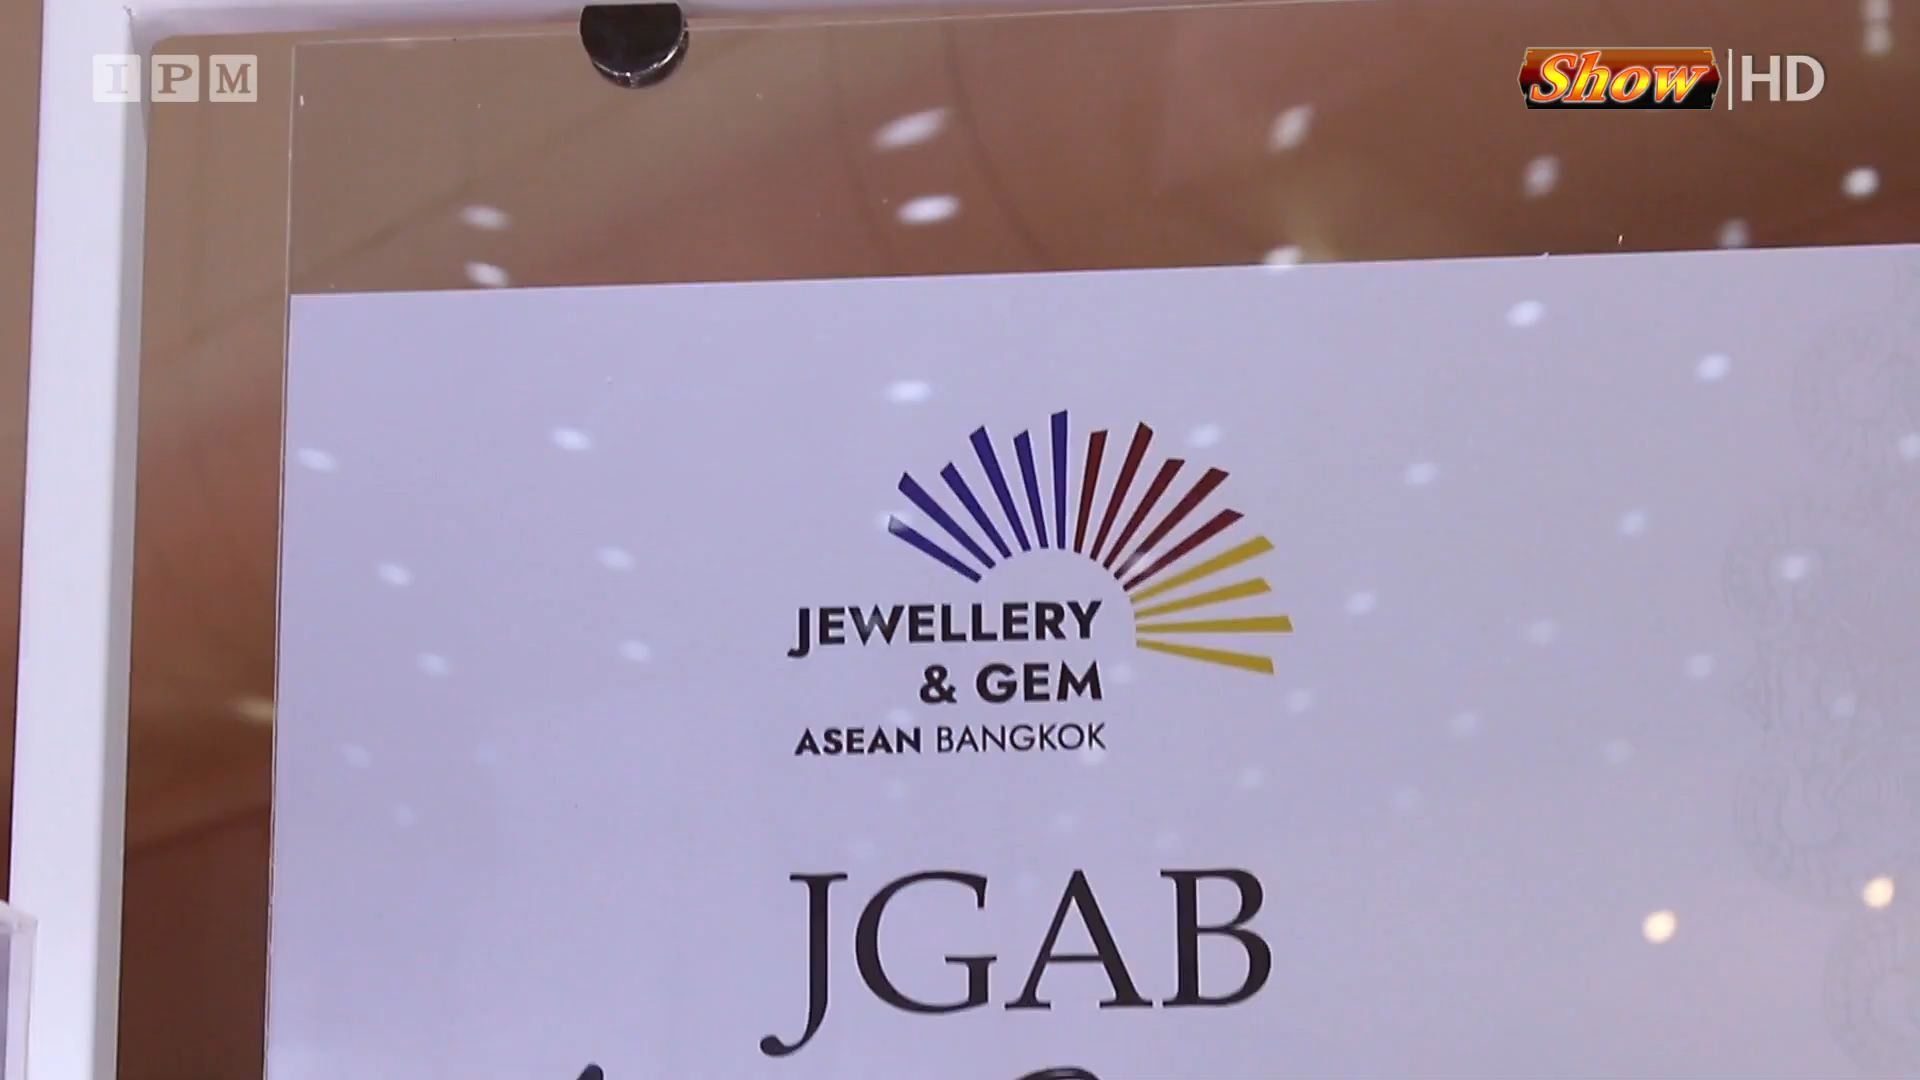 IPM
Show HD
JEWELLERY
& GEM
ASEAN BANGKOK
JGAB